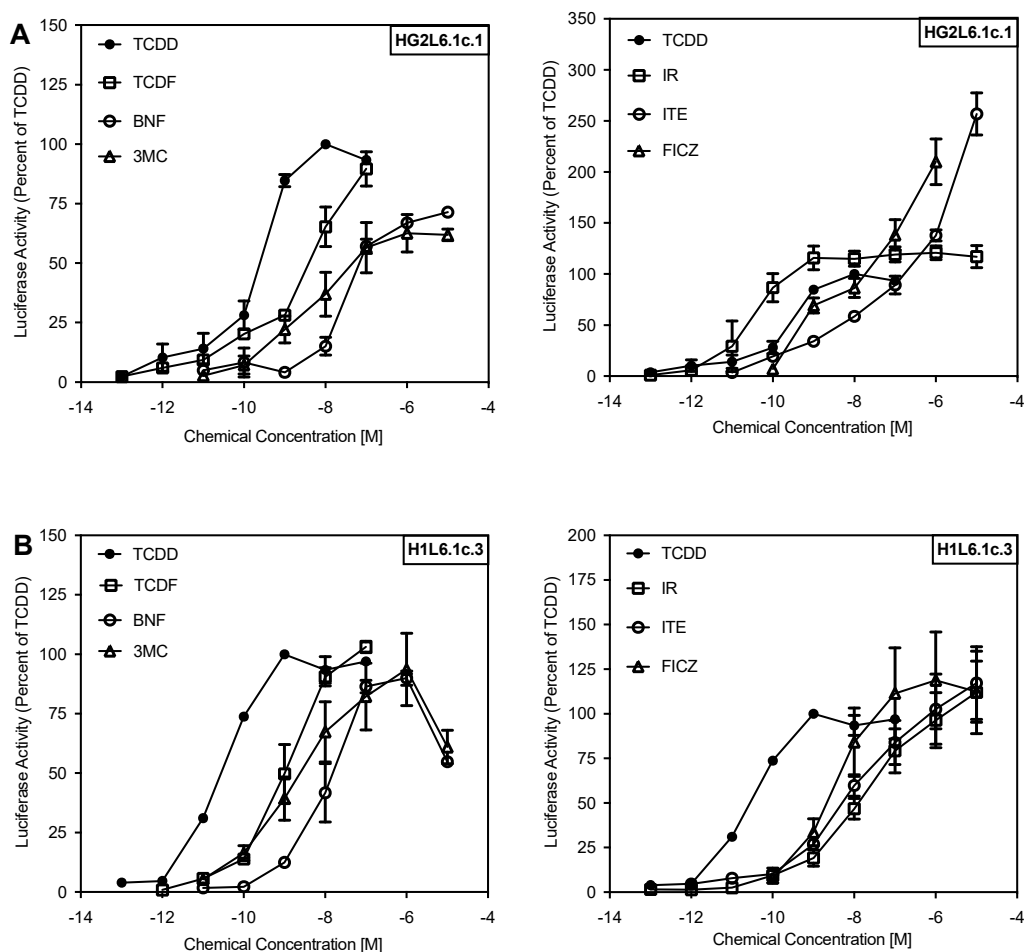 A
HG2L6.1c.1
TCDD
TCDF
BNF
3MC
Luciferase Activity (Percent of TCDD)
150
125
100
75
50
25
0
-14 -12 -10 -8 -6 -4
Chemical Concentration [M]
HG2L6.1c.1
TCDD
IR
ITE
FICZ
Luciferase Activity (Percent of TCDD)
350
300
250
200
150
100
50
0
-14 -12 -10 -8 -6 -4
Chemical Concentration [M]
B
H1L6.1c.3
TCDD
TCDF
BNF
3MC
Luciferase Activity (Percent of TCDD)
150
125
100
75
50
25
0
-14 -12 -10 -8 -6 -4
Chemical Concentration [M]
H1L6.1c.3
TCDD
IR
ITE
FICZ
Luciferase Activity (Percent of TCDD)
200
175
150
125
100
75
50
25
0
-14 -12 -10 -8 -6 -4
Chemical Concentration [M]